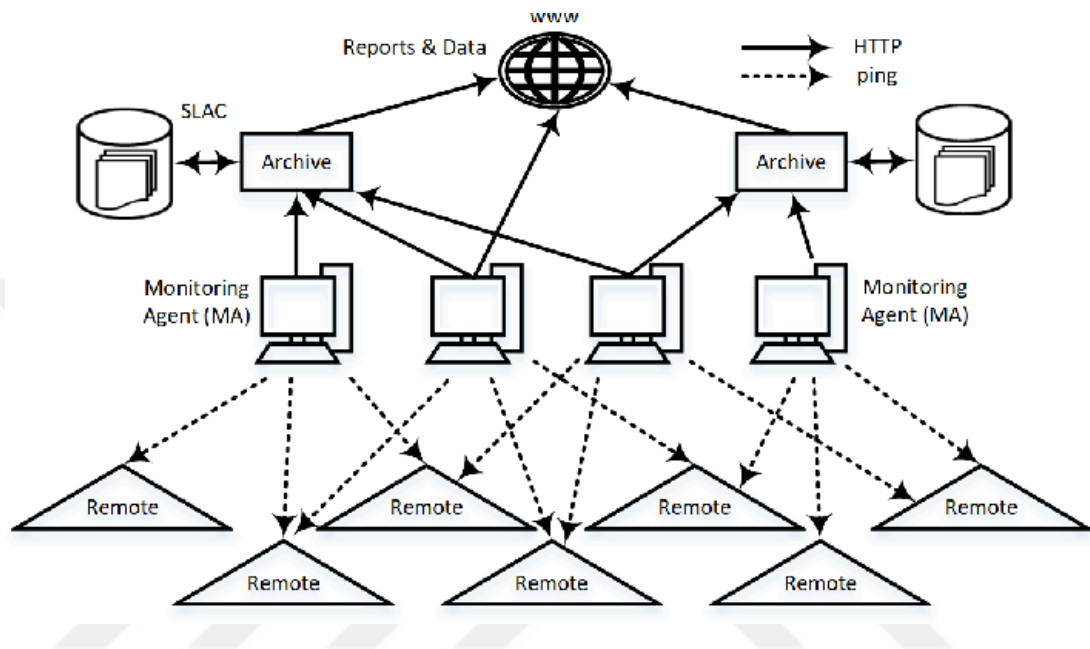 www
Reports & Data
HTTP
ping
SLAC
Archive
Archive
Monitoring
Agent (MA)
Monitoring
Agent (MA)
Remote
Remote
Remote
Remote
Remote
Remote
Remote